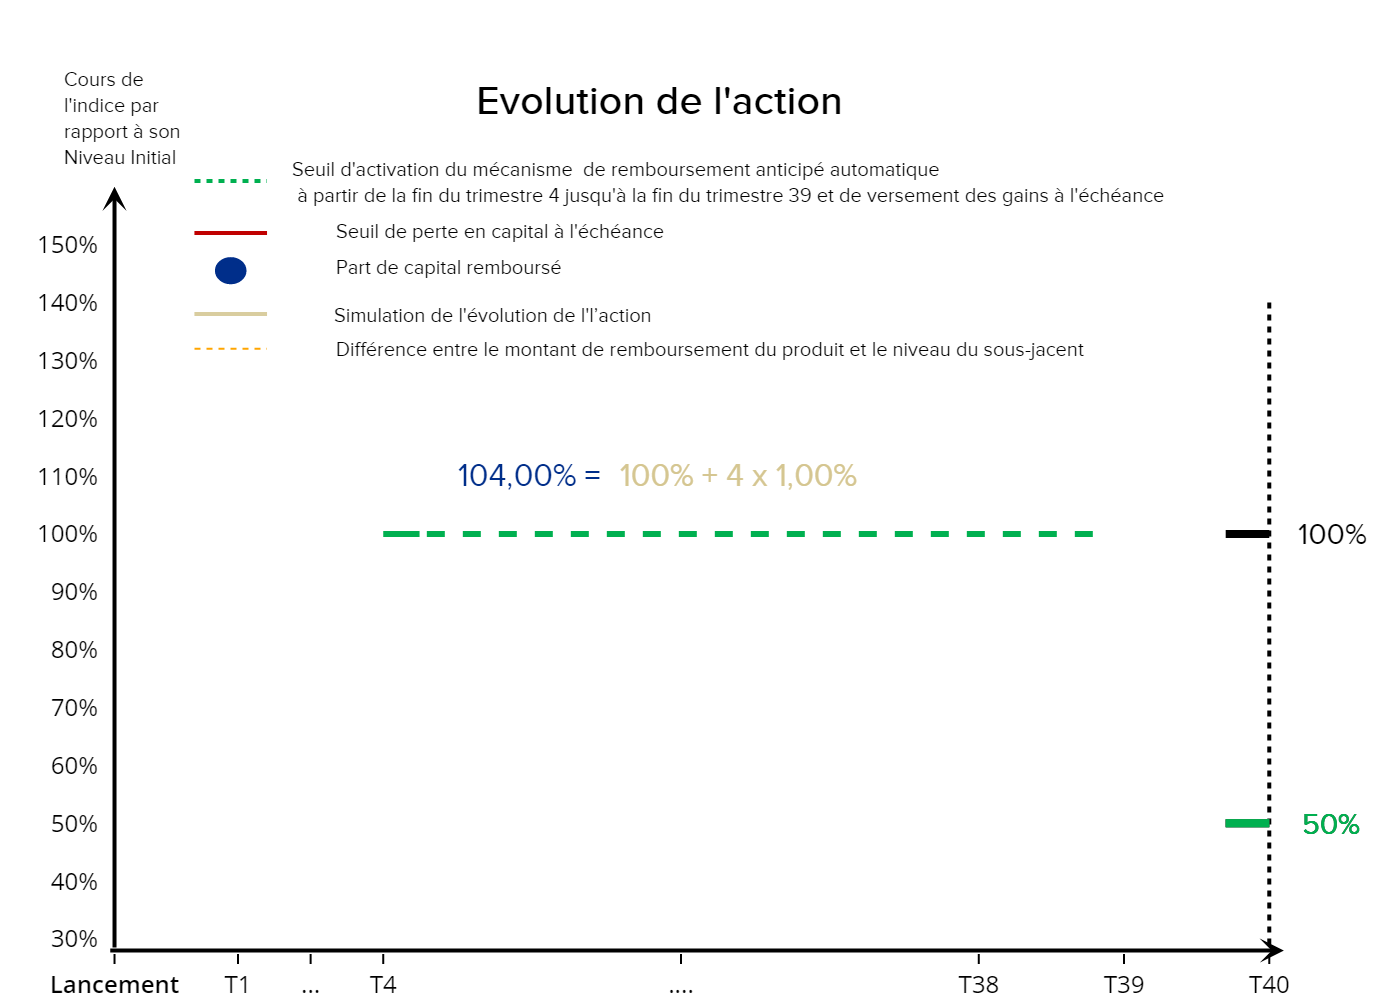 Cours de
l'indice par
rapport à son
Niveau Initial
Evolution de l'action
Seuil d'activation du mécanisme  de remboursement anticipé automatique
à partir de la fin du trimestre 4 jusqu'à la fin du trimestre 39 et de versement des gains à l'échéance
Seuil de perte en capital à l'échéance
Part de capital remboursé
Simulation de l'évolution de l'l’action
Différence entre le montant de remboursement du produit et le niveau du sous-jacent
150%
140%
130%
120%
110%
104,00% = 100% + 4 x 1,00%
100%
100%
90%
80%
70%
60%
50%
50%
40%
30%
Lancement T1 ... T4 .... T38 T39 T40